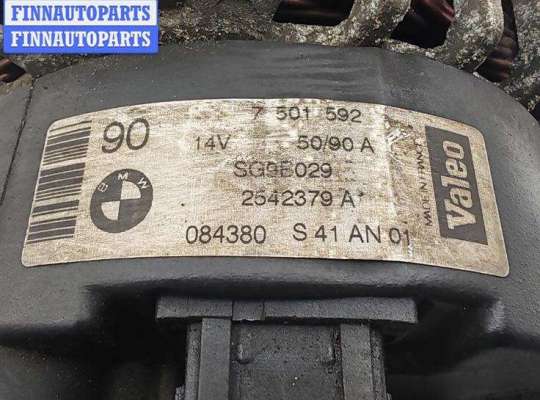 FINNAUTOPARTS
FINNAUTOPARTS
90
7 501 592
14V 50/90 A
SG9B029
2542379 A*
084380 S 41 AN 01
BMW
MADE IN FRANCE
Valeo